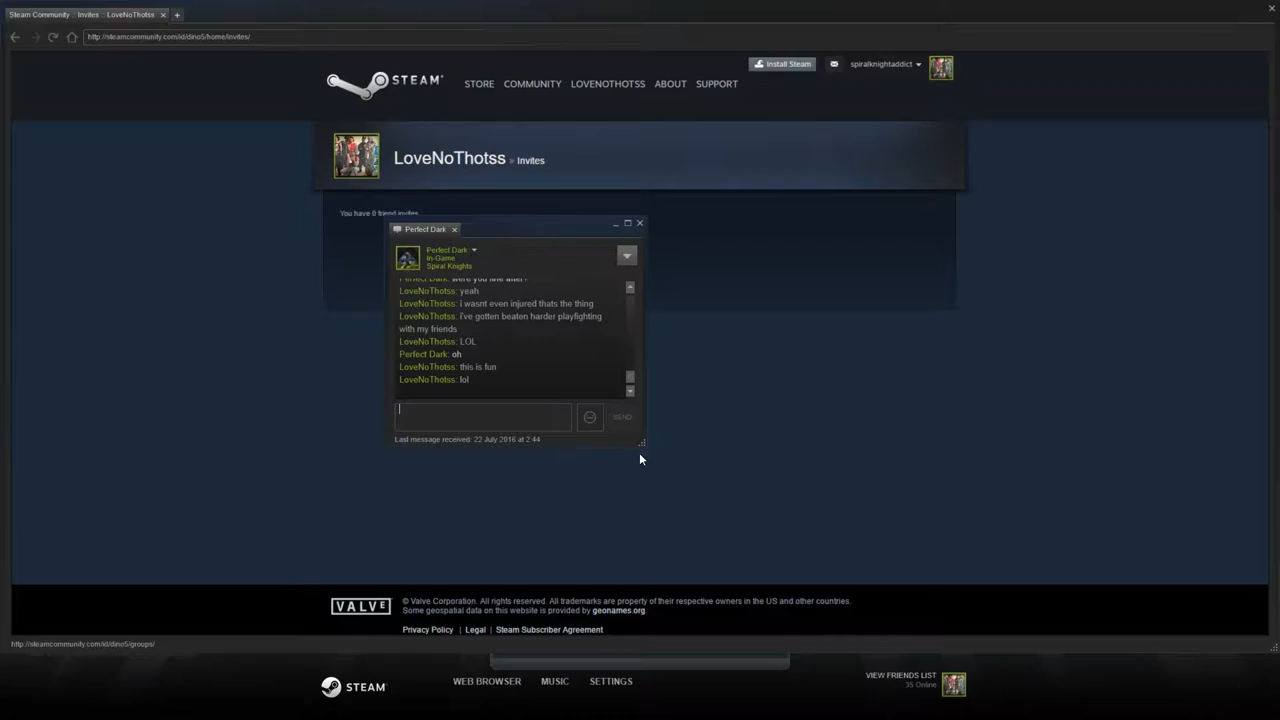 Steam Community :: Invites :: LoveNoThotss
http://steamcommunity.com/id/dino5/home/invites/
Install Steam
spiralknightaddict
STEAM
STORE COMMUNITY LOVENOTHOTSS ABOUT SUPPORT
LoveNoThotss » Invites
You have 0 friend invites
Perfect Dark
Perfect Dark
In-Game
Spiral Knights
Perfect Dark: were you fine after?
LoveNoThotss: yeah
LoveNoThotss: i wasnt even injured thats the thing
LoveNoThotss: i've gotten beaten harder playfighting
with my friends
LoveNoThotss: LOL
Perfect Dark: oh
LoveNoThotss: this is fun
LoveNoThotss: lol
SEND
Last message received: 22 July 2016 at 2:44
VALVE
© Valve Corporation. All rights reserved. All trademarks are property of their respective owners in the US and other countries.
Some geospatial data on this website is provided by geonames.org.
Privacy Policy | Legal | Steam Subscriber Agreement
http://steamcommunity.com/id/dino5/groups/
STEAM
WEB BROWSER MUSIC SETTINGS
VIEW FRIENDS LIST
35 Online